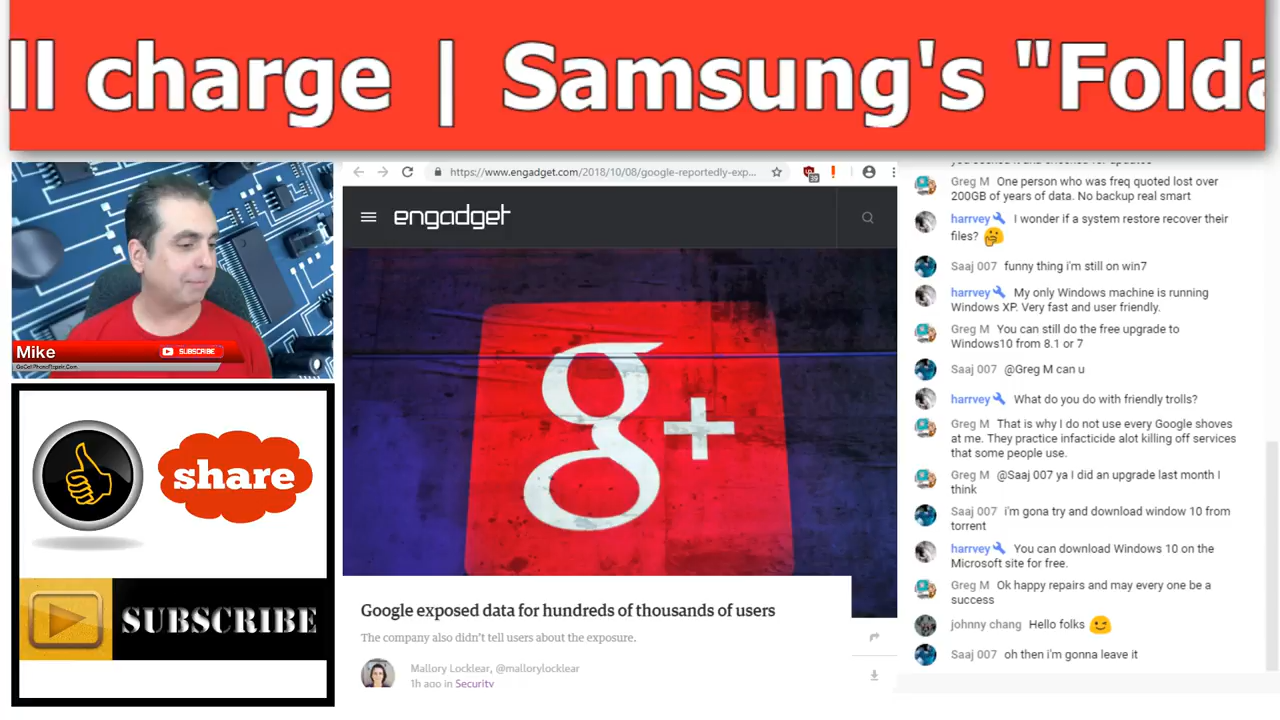 ll charge | Samsung's "Folda
https://www.engadget.com/2018/10/08/google-reportedly-exp...
39
engadget
g+
Google exposed data for hundreds of thousands of users
The company also didn't tell users about the exposure.
Mallory Locklear, @mallorylocklear
1h ago in Security
Mike
SUBSCRIBE
share
SUBSCRIBE
Greg M One person who was freq quoted lost over
200GB of years of data. No backup real smart
harrvey I wonder if a system restore recover their
files?
Saaj 007 funny thing i'm still on win7
harrvey My only Windows machine is running
Windows XP. Very fast and user friendly.
Greg M You can still do the free upgrade to
Windows10 from 8.1 or 7
Saaj 007 @Greg M can u
harrvey What do you do with friendly trolls?
Greg M That is why I do not use every Google shoves
at me. They practice infacticide alot killing off services
that some people use.
Greg M @Saaj 007 ya I did an upgrade last month I
think
Saaj 007 i'm gona try and download window 10 from
torrent
harrvey You can download Windows 10 on the
Microsoft site for free.
Greg M Ok happy repairs and may every one be a
success
johnny chang Hello folks
Saaj 007 oh then i'm gonna leave it